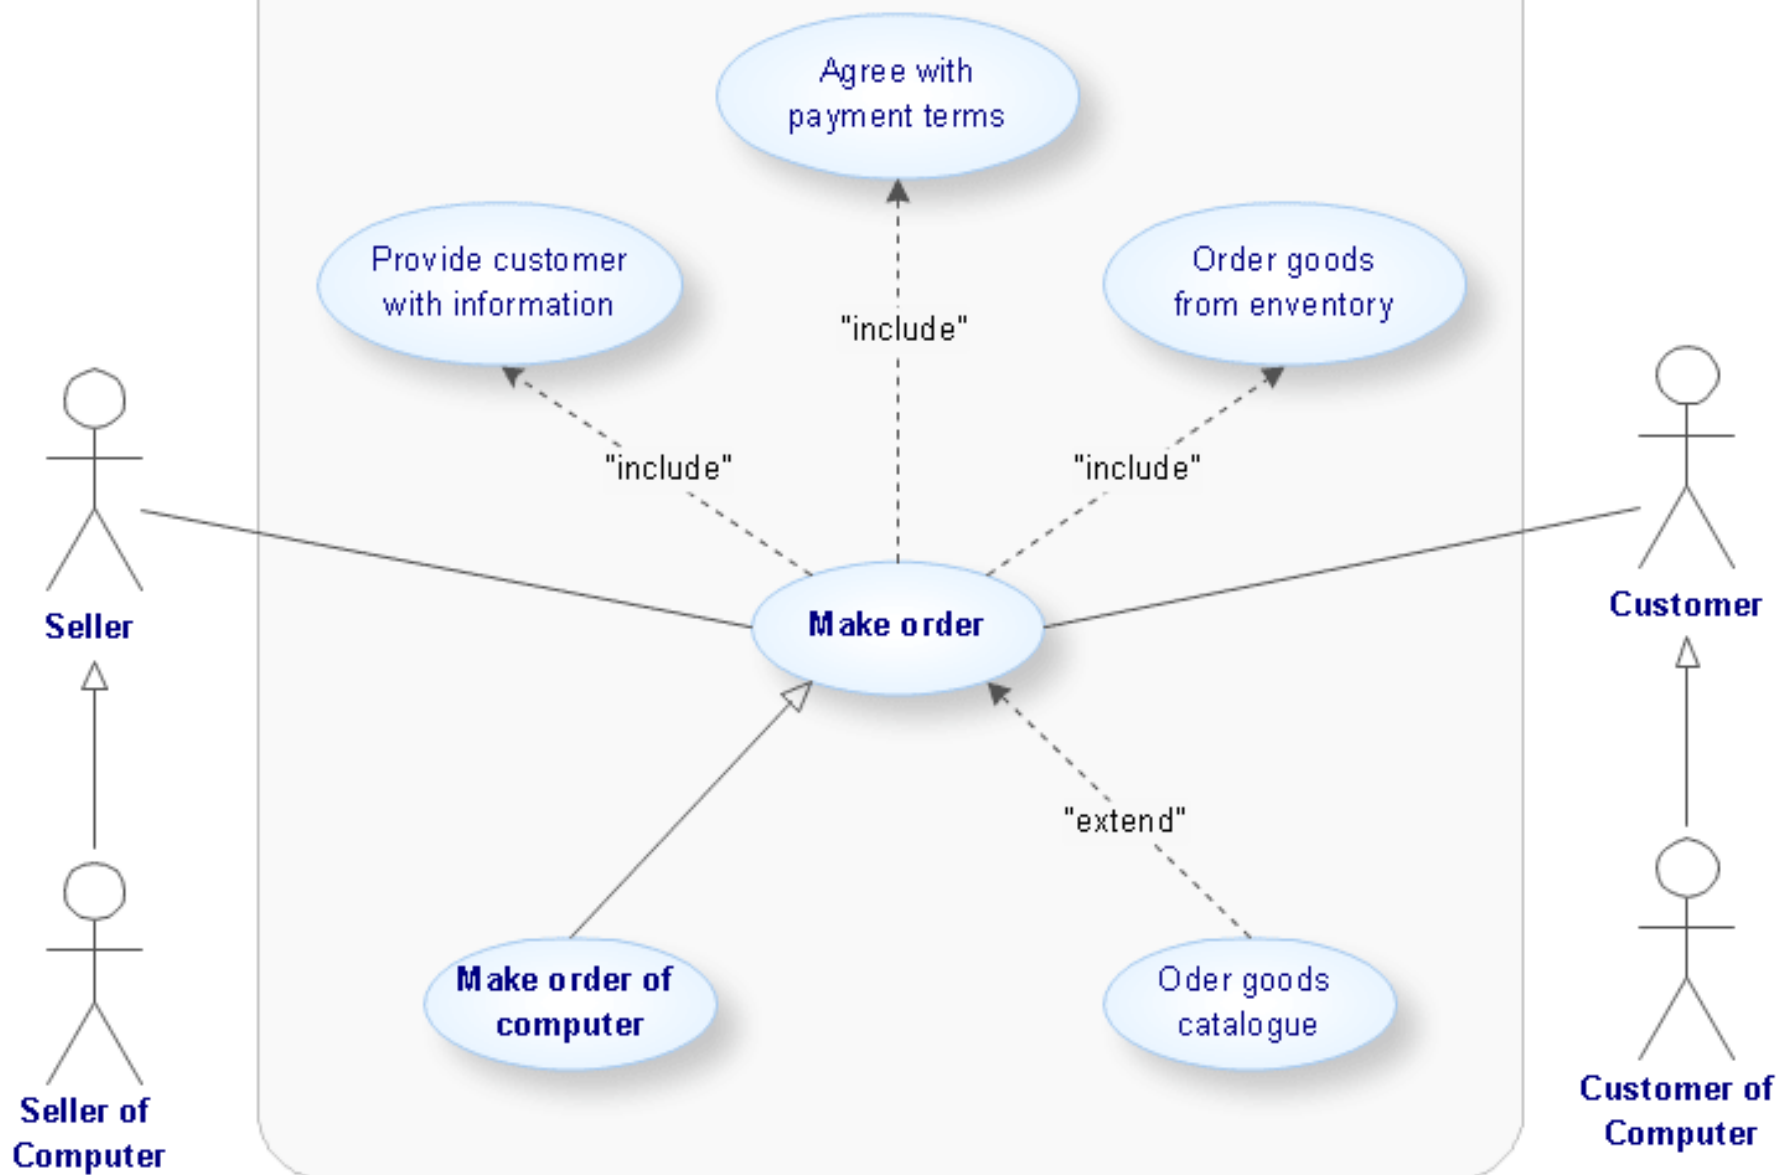 Agree with
payment terms
Provide customer
with information
Order goods
from enventory
"include"
"include"
"include"
Seller
Make order
Customer
"extend"
Make order of
computer
Oder goods
catalogue
Seller of
Computer
Customer of
Computer